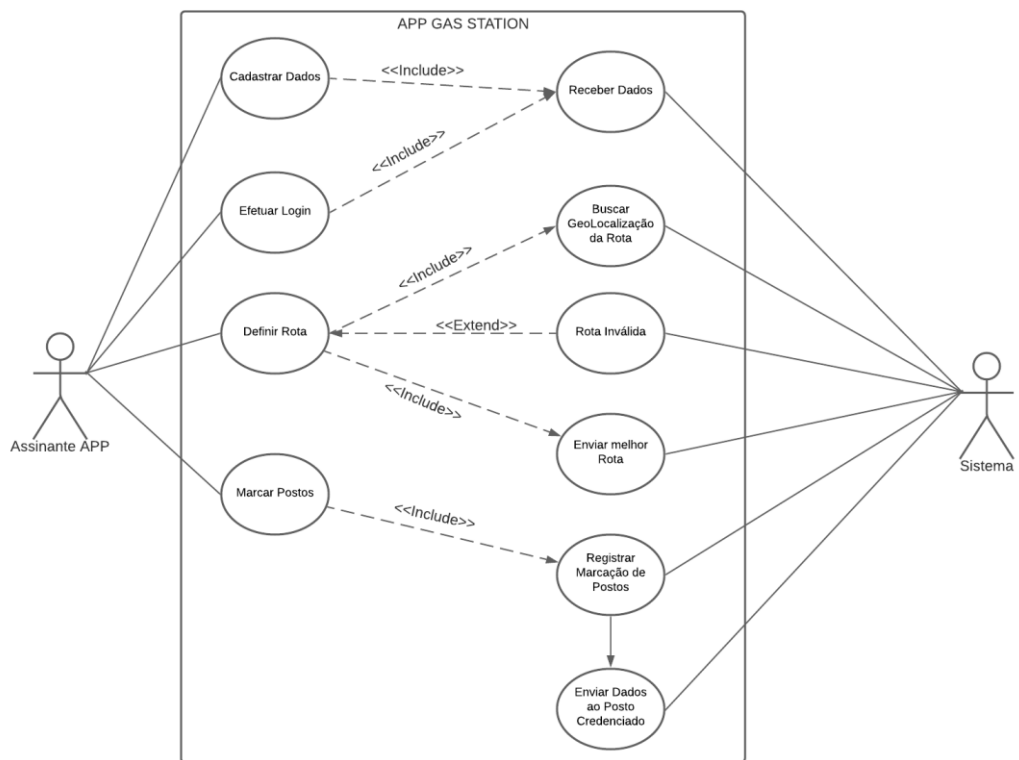 APP GAS STATION
Cadastrar Dados
<<Include>>
Receber Dados
<<Include>>
Efetuar Login
Buscar
GeoLocalização
da Rota
<<Include>>
Definir Rota
<<Extend>>
Rota Inválida
<<Include>>
Enviar melhor
Rota
Assinante APP
Sistema
Marcar Postos
<<Include>>
Registrar
Marcação de
Postos
Enviar Dados
ao Posto
Credenciado